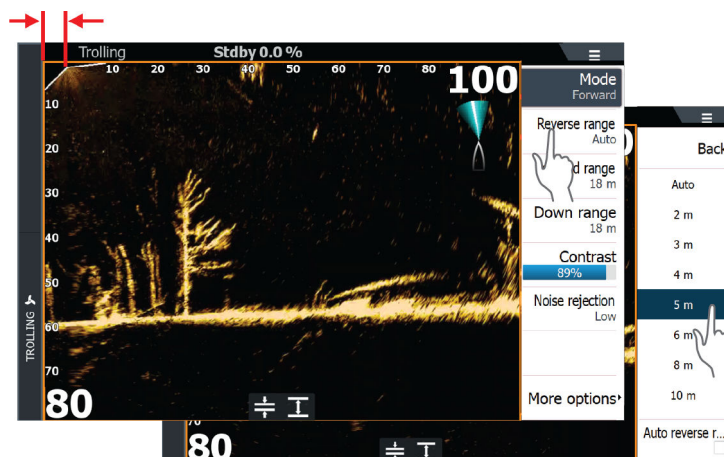 Trolling
Stdby 0.0 %
10 20 30 40 50 60 70 80
100
10
20
30
40
50
60
70
80
TROLLING
Mode
Forward
Reverse range
Auto
d range
18 m
Down range
18 m
Contrast
89%
Noise rejection
Low
More options
Back
Auto
2 m
3 m
4 m
5 m
6 m
8 m
10 m
Auto reverse r...
70
80